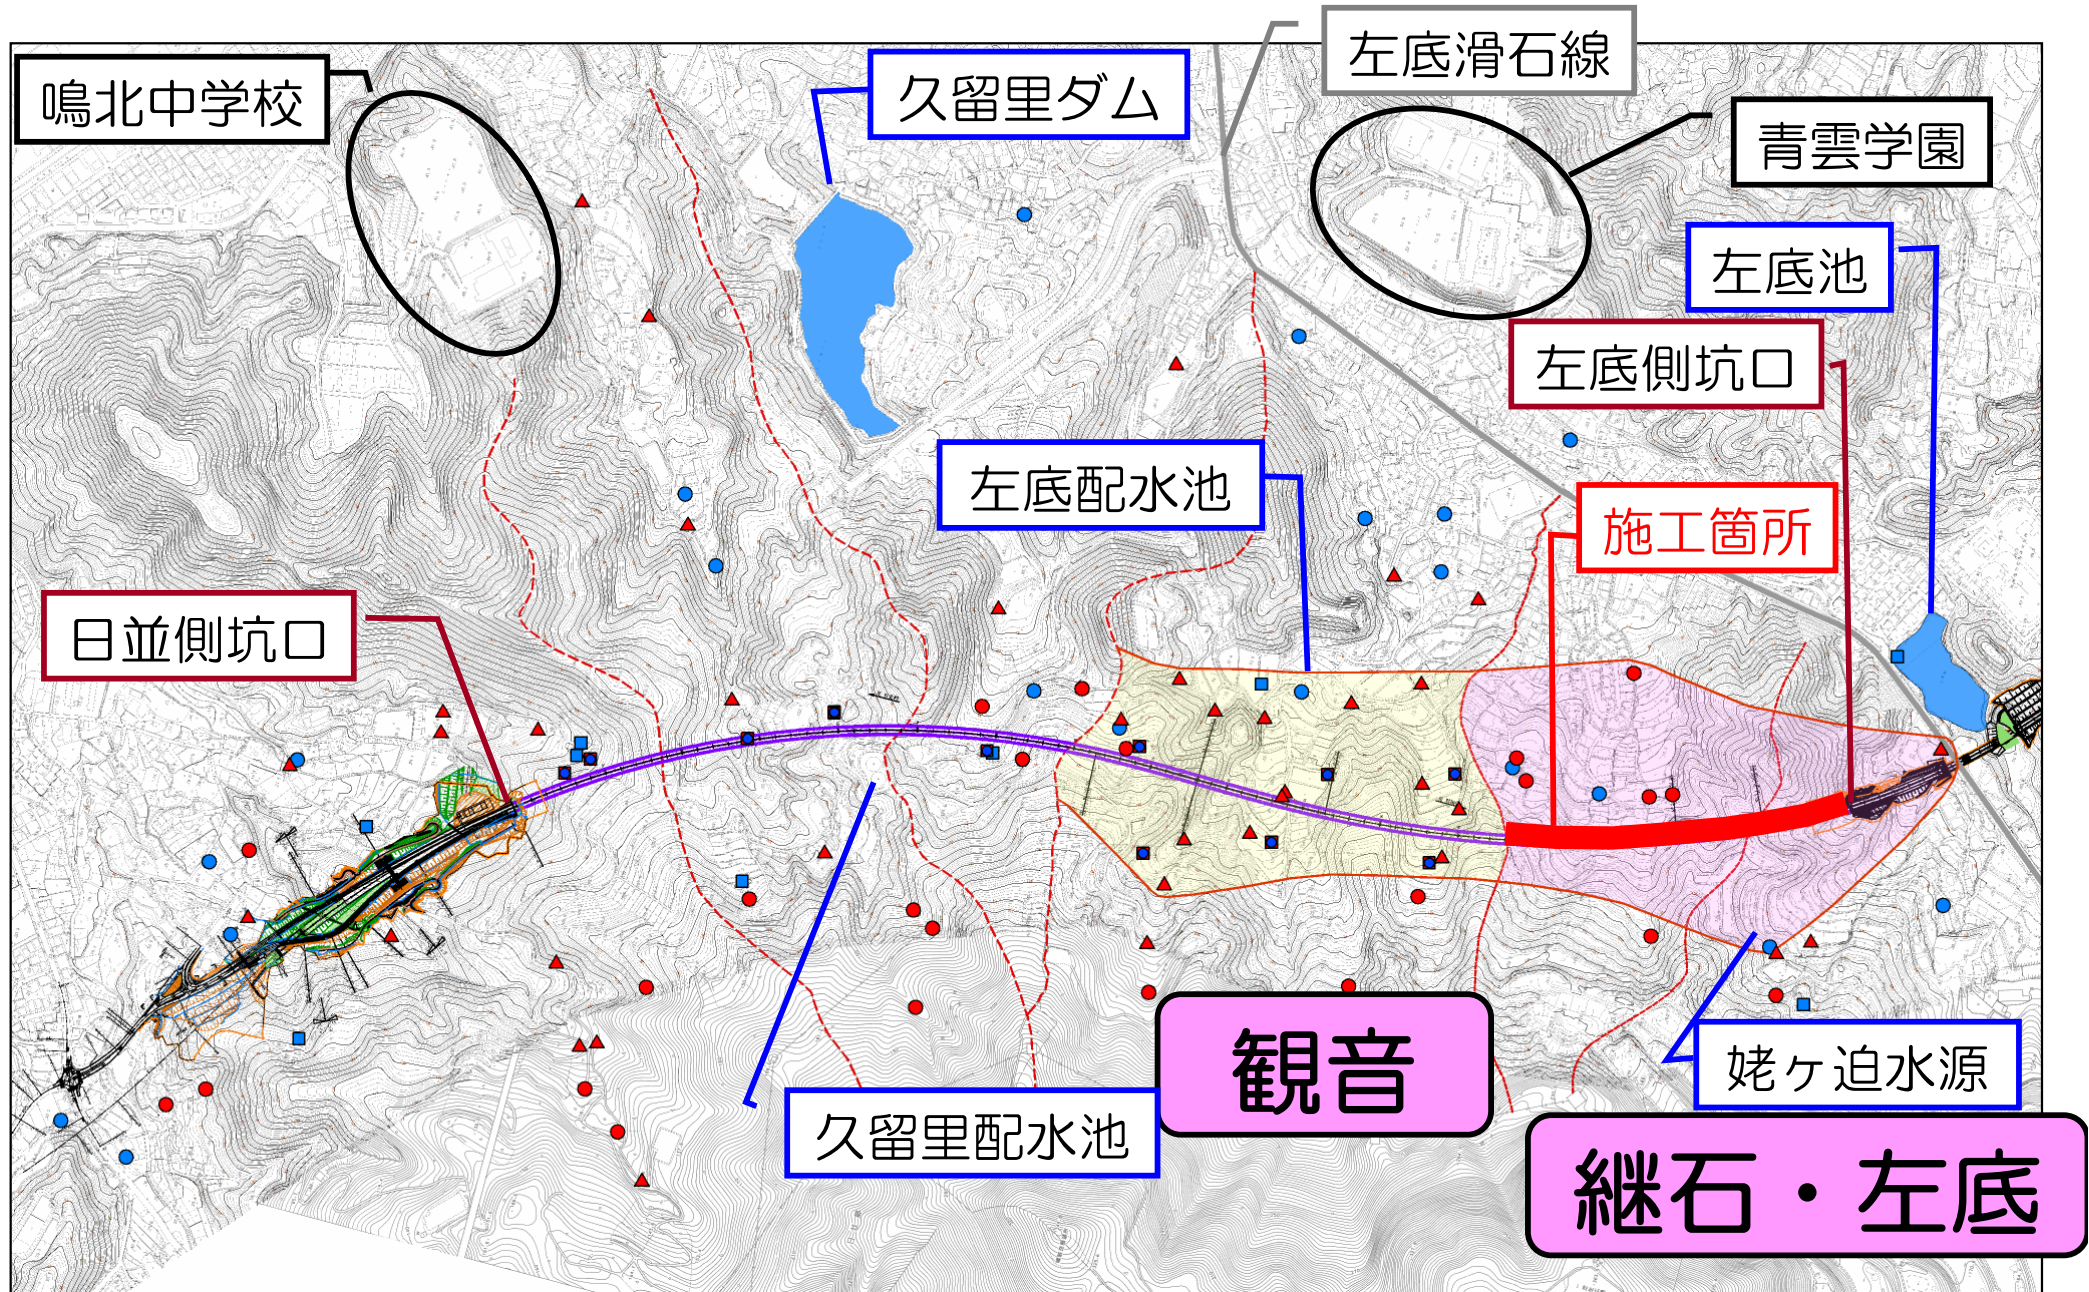 左底滑石線
鳴北中学校
久留里ダム
青雲学園
左底池
左底側坑口
左底配水池
施工箇所
日並側坑口
観音
姥ヶ迫水源
久留里配水池
継石・左底